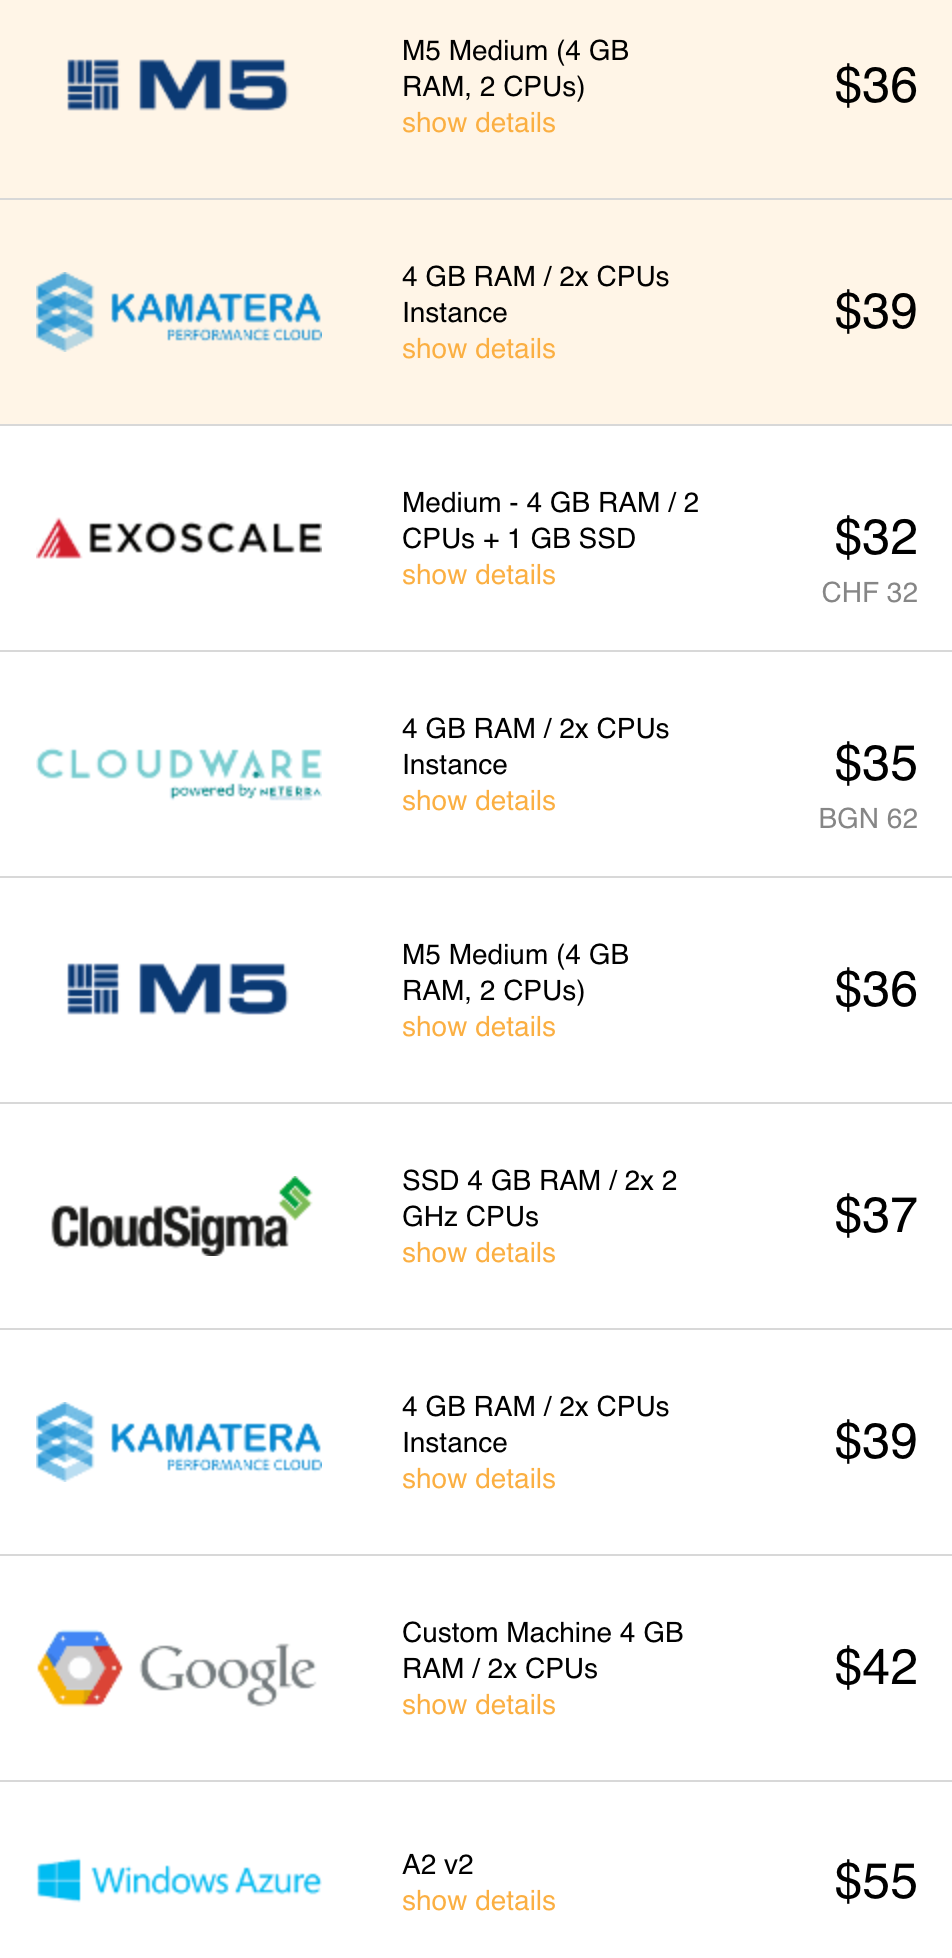 M5
M5 Medium (4 GB
RAM, 2 CPUs)
show details
$36
KAMATERA
PERFORMANCE CLOUD
4 GB RAM / 2x CPUs
Instance
show details
$39
EXOSCALE
Medium - 4 GB RAM / 2
CPUs + 1 GB SSD
show details
$32
CHF 32
CLOUDWARE
powered by NETERRA
4 GB RAM / 2x CPUs
Instance
show details
$35
BGN 62
M5
M5 Medium (4 GB
RAM, 2 CPUs)
show details
$36
CloudSigma
SSD 4 GB RAM / 2x 2
GHz CPUs
show details
$37
KAMATERA
PERFORMANCE CLOUD
4 GB RAM / 2x CPUs
Instance
show details
$39
Google
Custom Machine 4 GB
RAM / 2x CPUs
show details
$42
Windows Azure
A2 v2
show details
$55